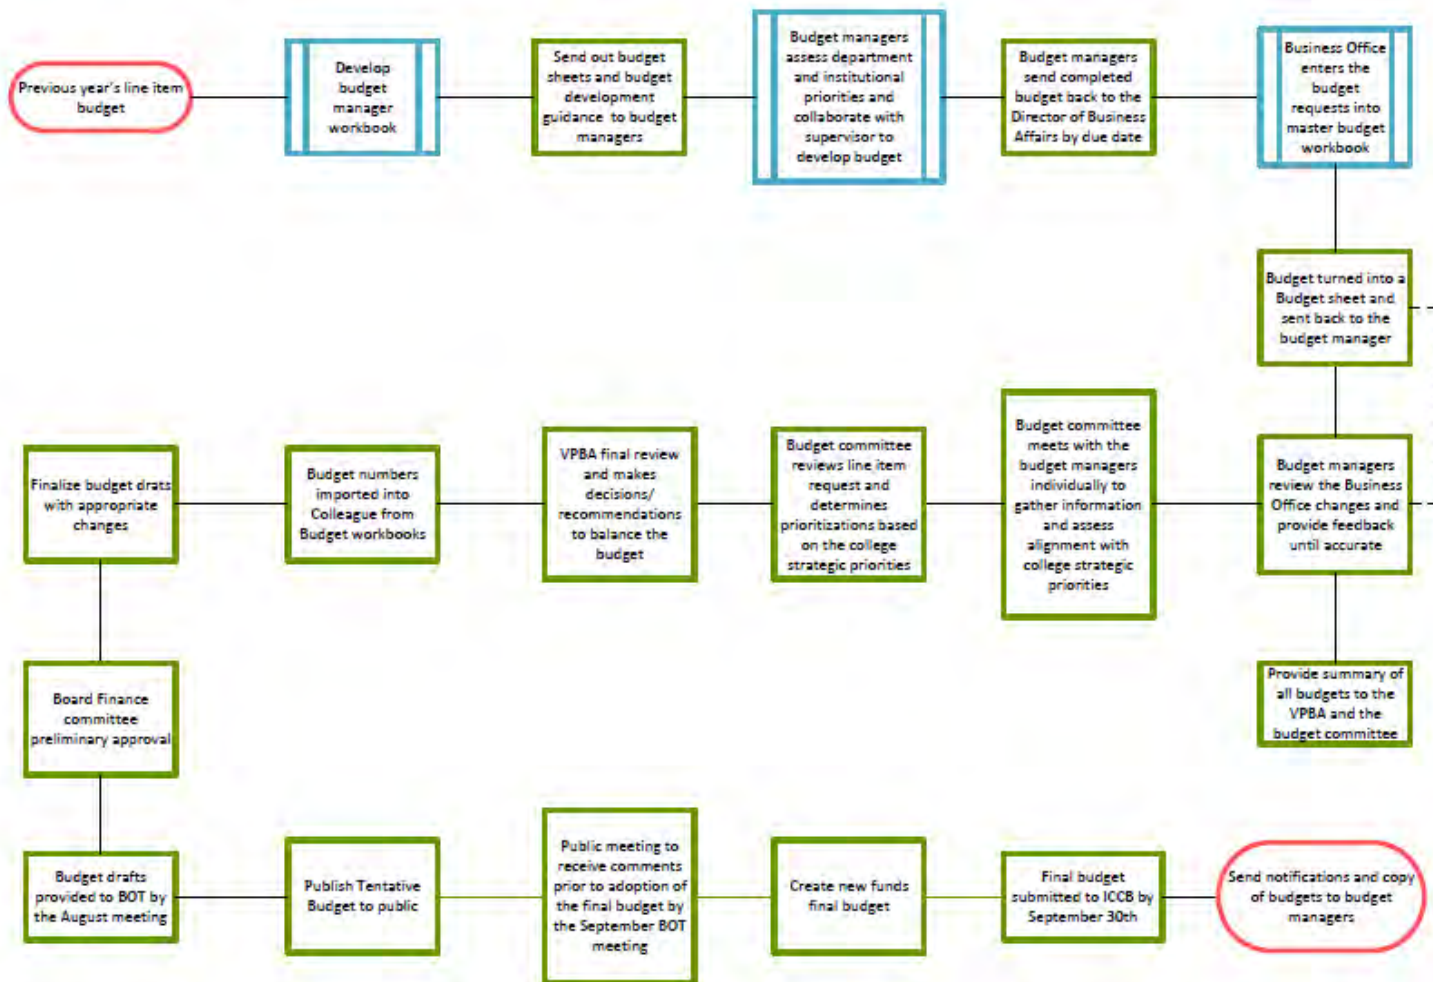 Previous year's line item
budget
Develop
budget
manager
workbook
Send out budget
sheets and budget
development
guidance to budget
managers
Budget managers
assess department
and institutional
priorities and
collaborate with
supervisor to
develop budget
Budget managers
send completed
budget back to the
Director of Business
Affairs by due date
Business Office
enters the
budget
requests into
master budget
workbook
Budget turned into a
Budget sheet and
sent back to the
budget manager
Budget managers
review the Business
Office changes and
provide feedback
until accurate
Provide summary of
all budgets to the
VPBA and the
budget committee
Budget committee
meets with the
budget managers
individually to
gather information
and assess
alignment with
college strategic
priorities
Budget committee
reviews line item
request and
determines
prioritizations based
on the college
strategic priorities
VPBA final review
and makes
decisions/
recommendations
to balance the
budget
Budget numbers
imported into
Colleague from
Budget workbooks
Finalize budget drats
with appropriate
changes
Board Finance
committee
preliminary approval
Budget drafts
provided to BOT by
the August meeting
Publish Tentative
Budget to public
Public meeting to
receive comments
prior to adoption of
the final budget by
the September BOT
meeting
Create new funds
final budget
Final budget
submitted to ICCB by
September 30th
Send notifications and copy
of budgets to budget
managers